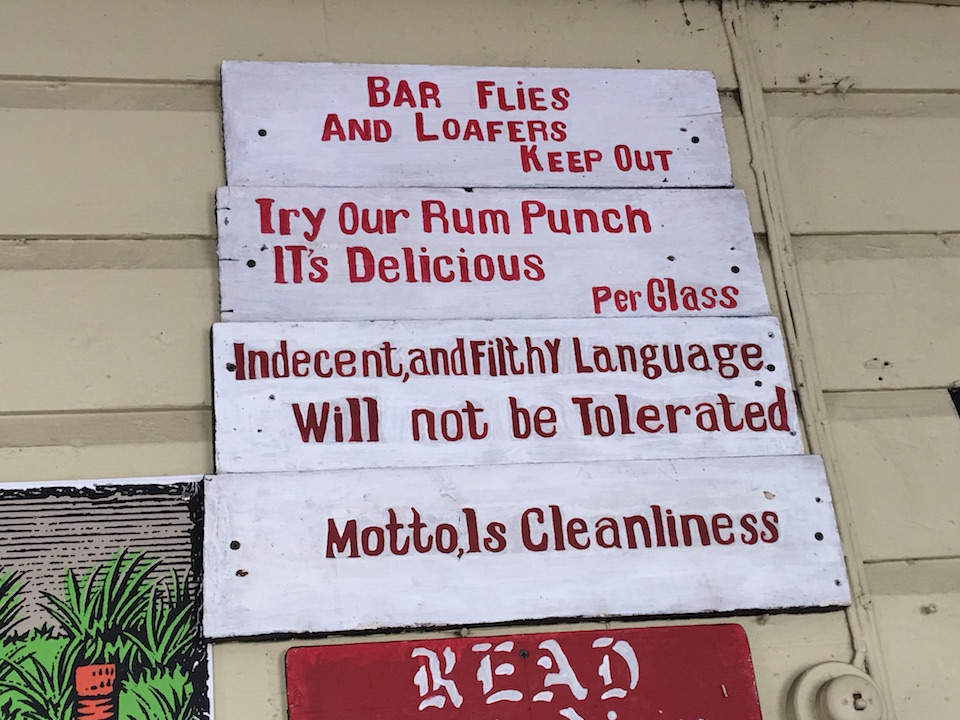 BAR FLiES
AND LOAFERS
KEEP OUT
Try Our Rum Punch
IT's Delicious
Per Glass
Indecent, and FilthY Language
Will not be Tolerated
Motto, Is Cleanliness
READ